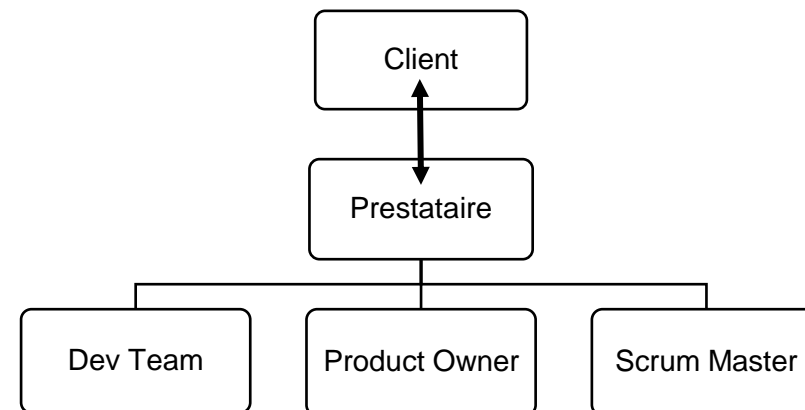 Client
Prestataire
Dev Team
Product Owner
Scrum Master